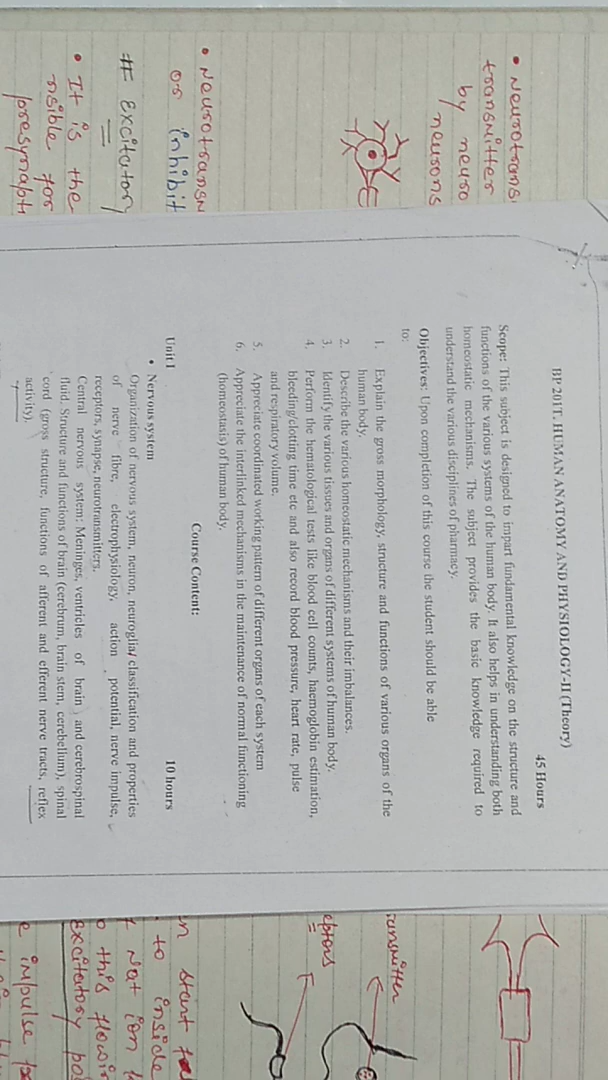 • Neurotrans
transmitter
by neuro
neurons
• Neurotransm
or inhibit
# Excitatory
• It is the
nsible for
presynapt
BP 201T. HUMAN ANATOMY AND PHYSIOLOGY-II (Theory)
45 Hours
Scope: This subject is designed to impart fundamental knowledge on the structure and
functions of the various systems of the human body. It also helps in understanding both
homeostatic mechanisms. The subject provides the basic knowledge required to
understand the various disciplines of pharmacy.
Objectives: Upon completion of this course the student should be able
to:
1. Explain the gross morphology, structure and functions of various organs of the
human body.
2. Describe the various homeostatic mechanisms and their imbalances.
3. Identify the various tissues and organs of different systems of human body.
4. Perform the hematological tests like blood cell counts, haemoglobin estimation,
bleeding/clotting time etc and also record blood pressure, heart rate, pulse
and respiratory volume.
5. Appreciate coordinated working pattern of different organs of each system
6. Appreciate the interlinked mechanisms in the maintenance of normal functioning
(homeostasis) of human body.
Course Content:
Unit I 10 hours
• Nervous system
Organization of nervous system, neuron, neuroglia, classification and properties
of nerve fibre, electrophysiology, action potential, nerve impulse,
receptors, synapse, neurotransmitters.
Central nervous system: Meninges, ventricles of brain and cerebrospinal
fluid. Structure and functions of brain (cerebrum, brain stem, cerebellum), spinal
cord (gross structure, functions of afferent and efferent nerve tracts, reflex
activity).
ansmitter
eptors
n start
to inside
Nat ion
o this flowi
excitatory po
e impulse